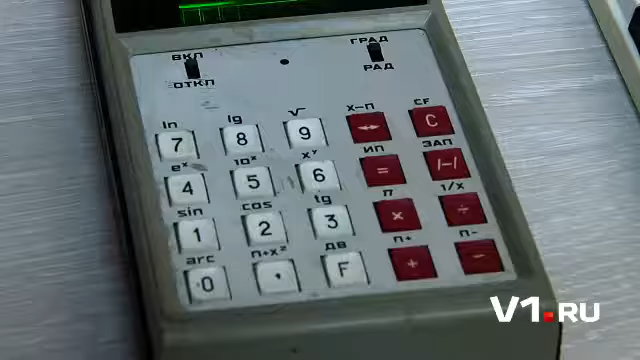 ВКЛ ГРАД
ОТКЛ РАД
ln lg √ Х-П CF
7 8 9 ↔ C
eˣ 10ˣ xʸ ИП ЗАП
4 5 6 = /-/
sin cos tg π 1/X
1 2 3 × ÷
arc П+X² ДВ П+ П-
0 . F + -
V1.RU